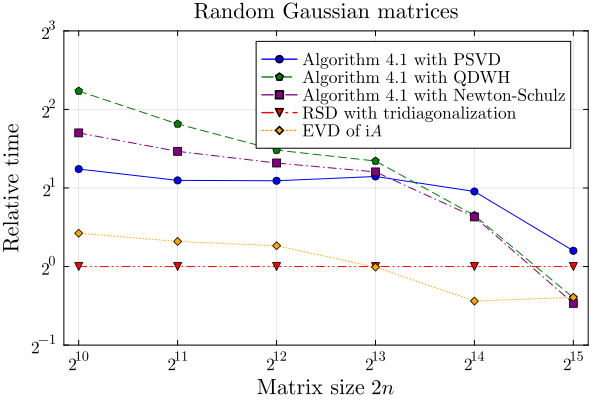 Random Gaussian matrices
2^3
2^2
2^1
2^0
2^−1
Relative time
Algorithm 4.1 with PSVD
Algorithm 4.1 with QDWH
Algorithm 4.1 with Newton-Schulz
RSD with tridiagonalization
EVD of iA
2^10 2^11 2^12 2^13 2^14 2^15
Matrix size 2n